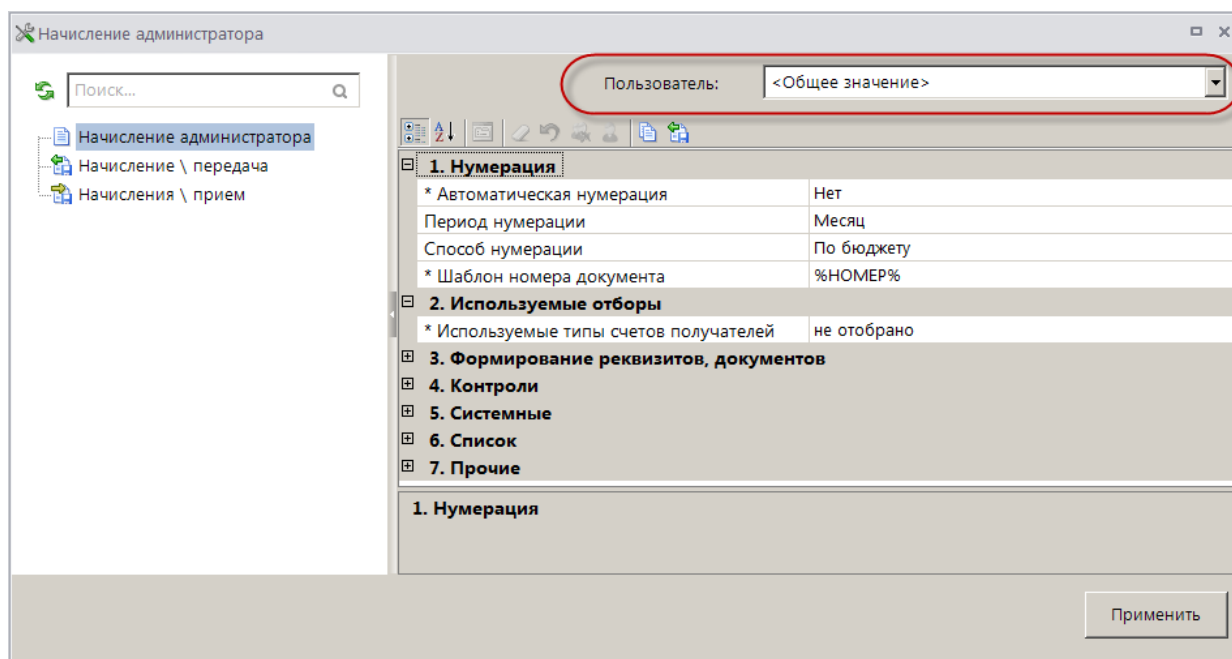 Начисление администратора
Поиск...
Начисление администратора
Начисление \ передача
Начисления \ прием
Пользователь: <Общее значение>
1. Нумерация
* Автоматическая нумерация Нет
Период нумерации Месяц
Способ нумерации По бюджету
* Шаблон номера документа %НОМЕР%
2. Используемые отборы
* Используемые типы счетов получателей не отобрано
3. Формирование реквизитов, документов
4. Контроли
5. Системные
6. Список
7. Прочие
1. Нумерация
Применить